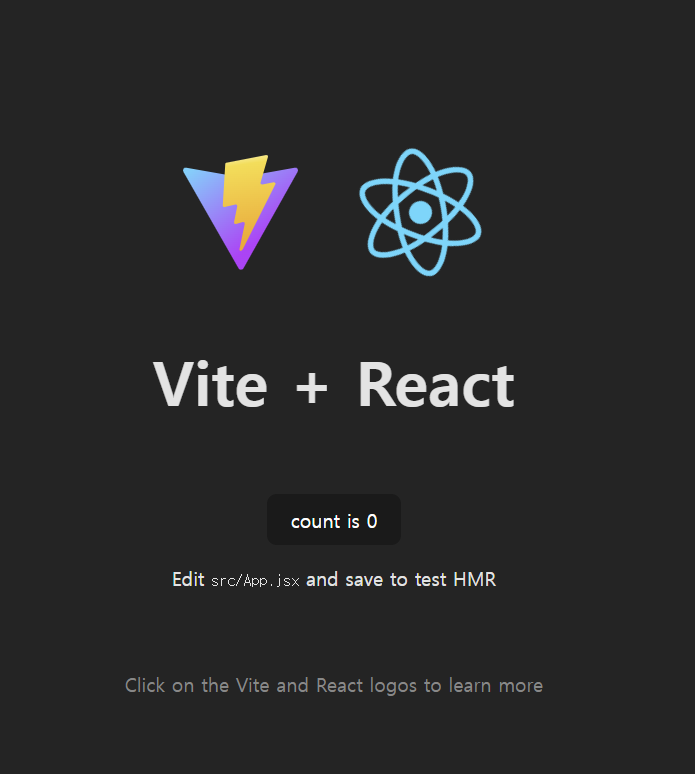 Vite + React
count is 0
Edit src/App.jsx and save to test HMR
Click on the Vite and React logos to learn more